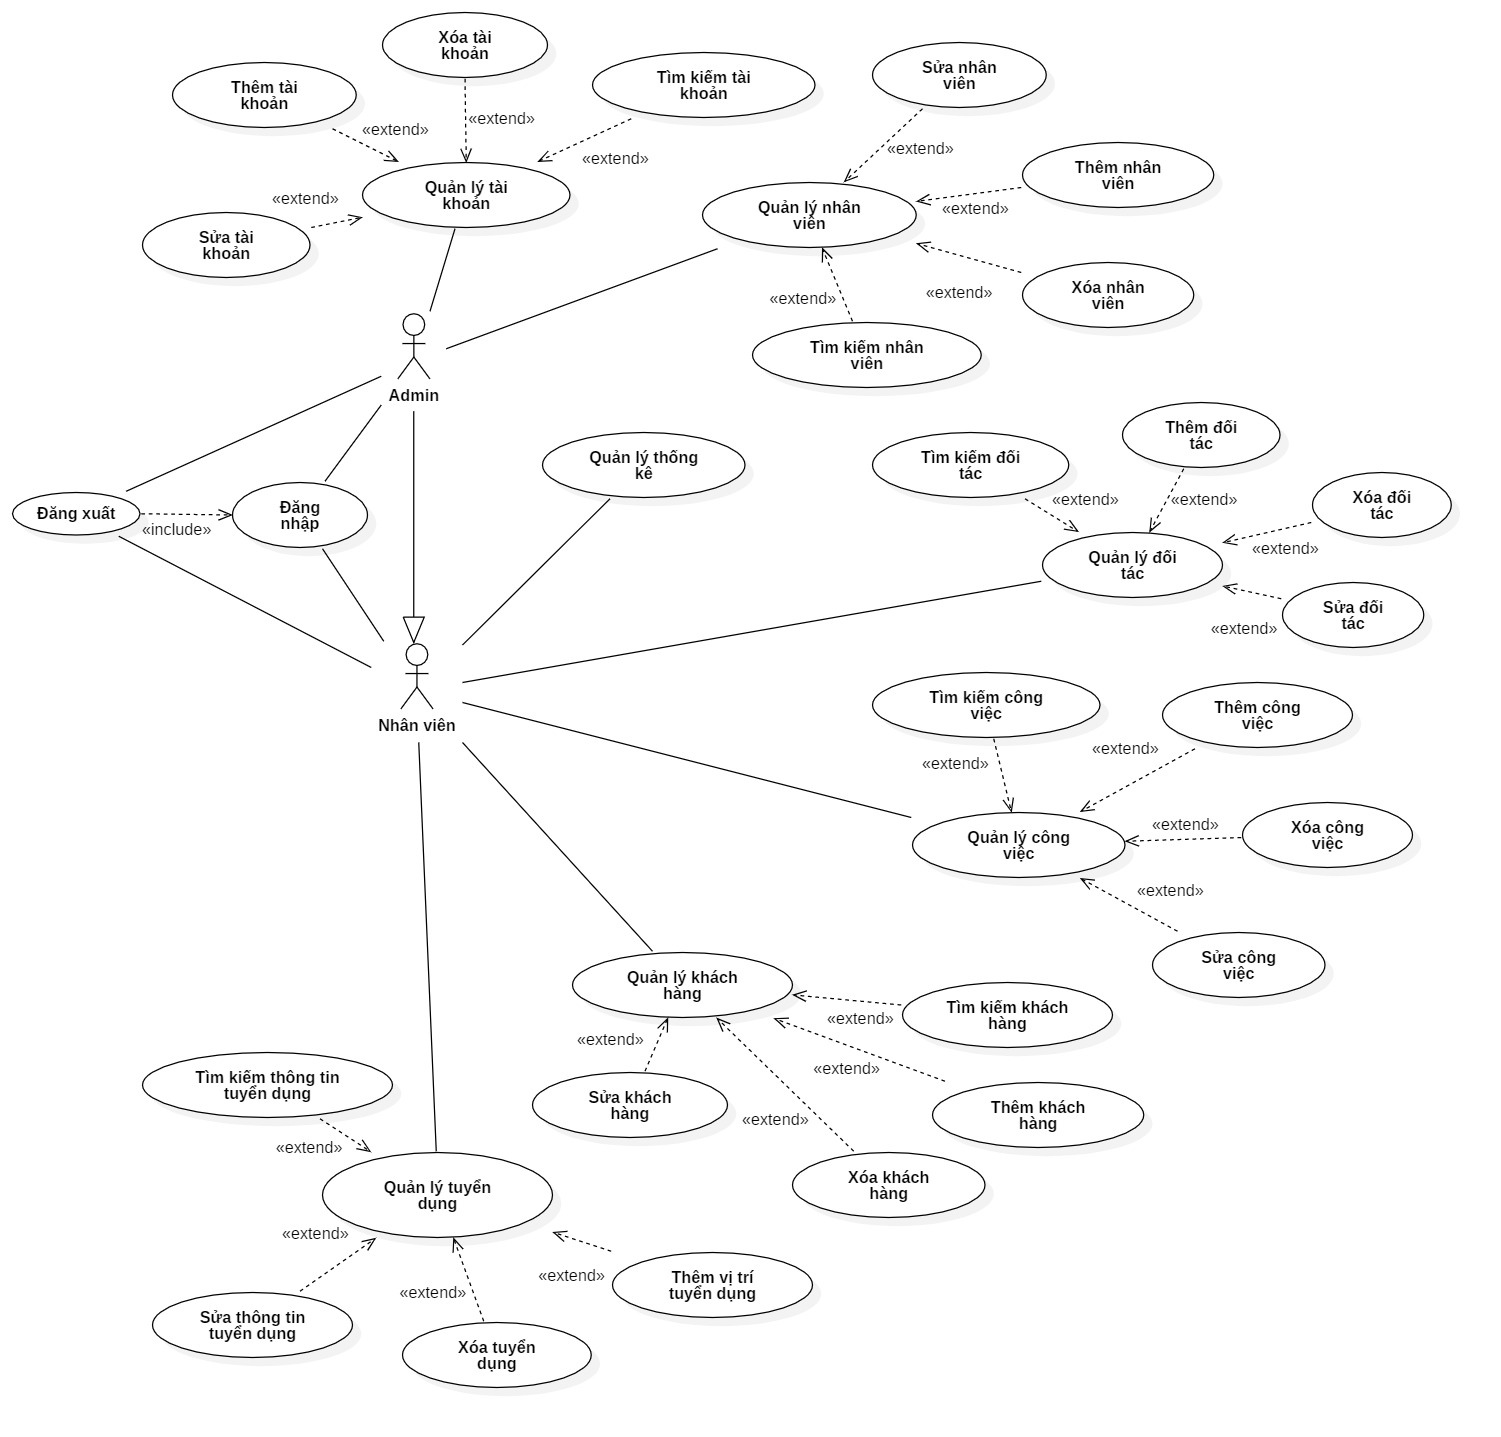 Xóa tài
khoản
Thêm tài
khoản
Tìm kiếm tài
khoản
Sửa nhân
viên
«extend»
«extend»
«extend»
«extend»
Thêm nhân
viên
Quản lý tài
khoản
«extend»
Quản lý nhân
viên
«extend»
Sửa tài
khoản
Xóa nhân
viên
«extend»
«extend»
Tìm kiếm nhân
viên
Admin
Thêm đối
tác
Quản lý thống
kê
Tìm kiếm đối
tác
«extend»
«extend»
Xóa đối
tác
Đăng xuất
Đăng
nhập
«include»
«extend»
Quản lý đối
tác
Sửa đối
tác
«extend»
Nhân viên
Tìm kiếm công
việc
Thêm công
việc
«extend»
«extend»
«extend»
Xóa công
việc
Quản lý công
việc
«extend»
Sửa công
việc
Quản lý khách
hàng
Tìm kiếm khách
hàng
«extend»
«extend»
«extend»
Tìm kiếm thông tin
tuyển dụng
Sửa khách
hàng
Thêm khách
hàng
«extend»
«extend»
Xóa khách
hàng
Quản lý tuyển
dụng
«extend»
«extend»
«extend»
Thêm vị trí
tuyển dụng
Sửa thông tin
tuyển dụng
Xóa tuyển
dụng